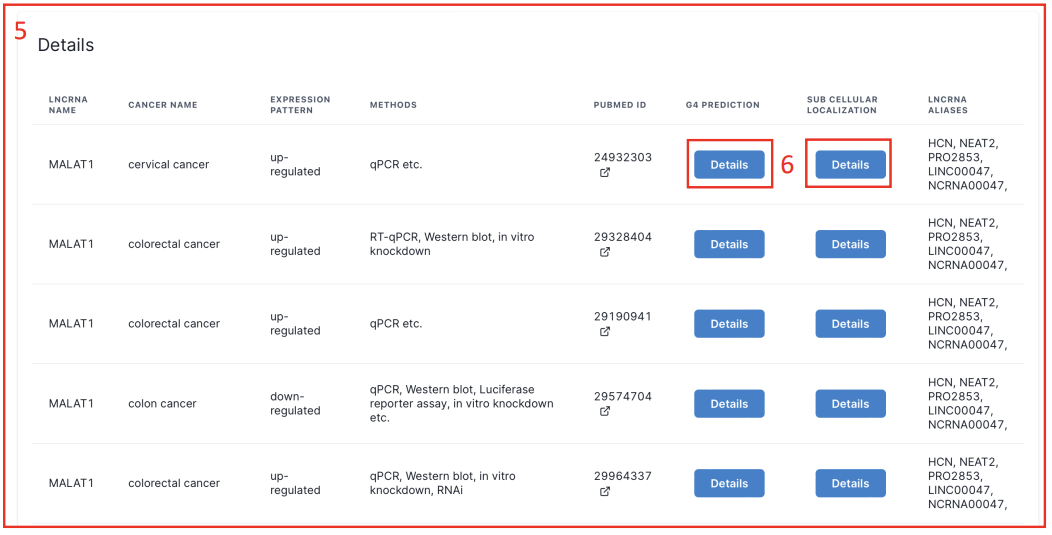 5
Details
LNCRNA NAME CANCER NAME EXPRESSION PATTERN METHODS PUBMED ID G4 PREDICTION SUB CELLULAR LOCALIZATION LNCRNA ALIASES
MALAT1 cervical cancer up-regulated qPCR etc. 24932303 Details 6 Details HCN, NEAT2, PRO2853, LINC00047, NCRNA00047,
MALAT1 colorectal cancer up-regulated RT-qPCR, Western blot, in vitro knockdown 29328404 Details Details HCN, NEAT2, PRO2853, LINC00047, NCRNA00047,
MALAT1 colorectal cancer up-regulated qPCR etc. 29190941 Details Details HCN, NEAT2, PRO2853, LINC00047, NCRNA00047,
MALAT1 colon cancer down-regulated qPCR, Western blot, Luciferase reporter assay, in vitro knockdown etc. 29574704 Details Details HCN, NEAT2, PRO2853, LINC00047, NCRNA00047,
MALAT1 colorectal cancer up-regulated qPCR, Western blot, in vitro knockdown, RNAi 29964337 Details Details HCN, NEAT2, PRO2853, LINC00047, NCRNA00047,